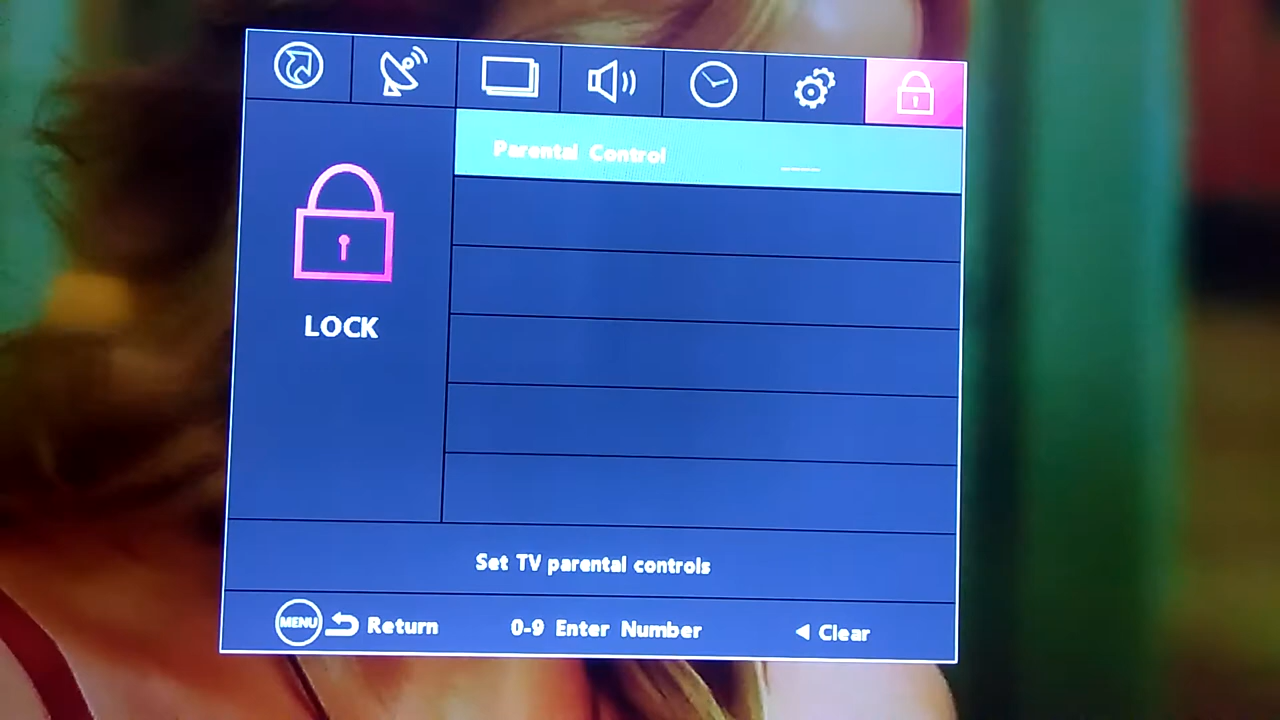 Parental Control
LOCK
Set TV parental controls
MENU Return 0-9 Enter Number Clear